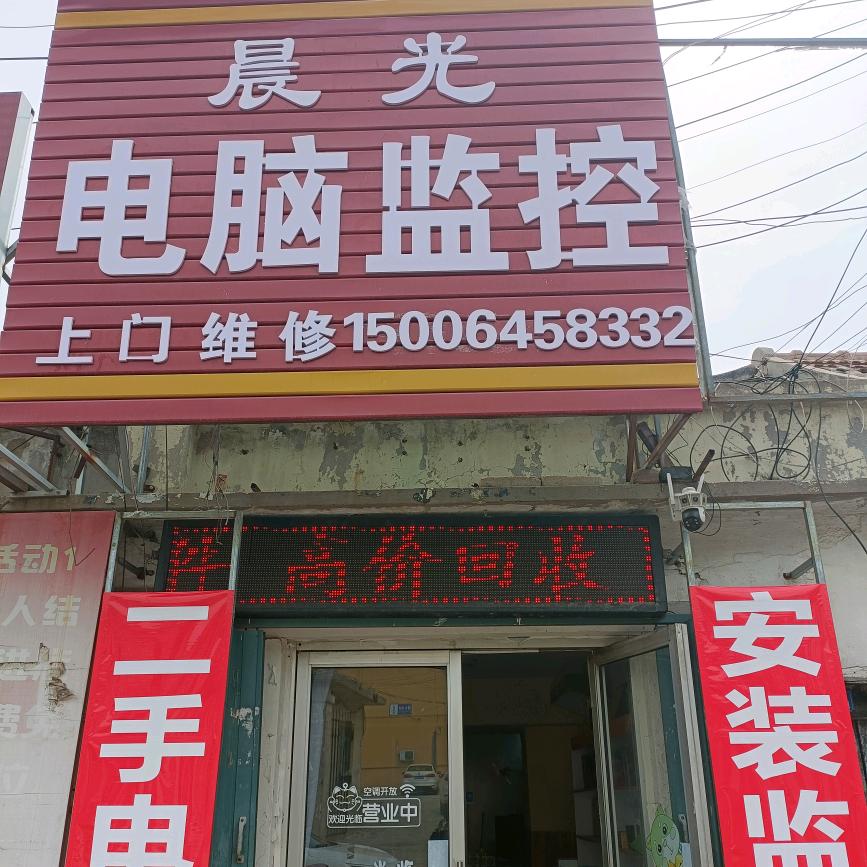 晨光
电脑监控
上门维修15006458332
高价回收
活动1
人结
二手电
安装监
空调开放
欢迎光临 营业中